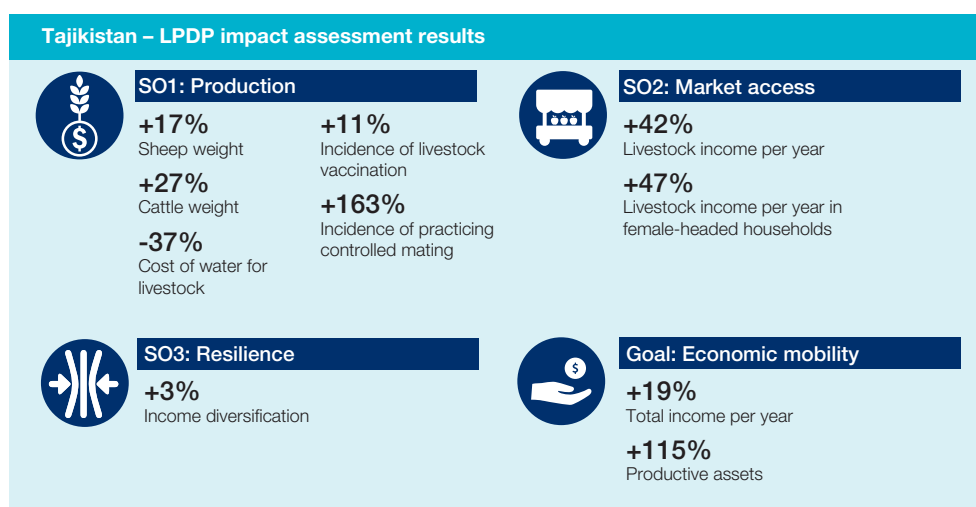 Tajikistan – LPDP impact assessment results
SO1: Production
+17%
Sheep weight
+27%
Cattle weight
-37%
Cost of water for
livestock
+11%
Incidence of livestock
vaccination
+163%
Incidence of practicing
controlled mating
SO2: Market access
+42%
Livestock income per year
+47%
Livestock income per year in
female-headed households
SO3: Resilience
+3%
Income diversification
Goal: Economic mobility
+19%
Total income per year
+115%
Productive assets